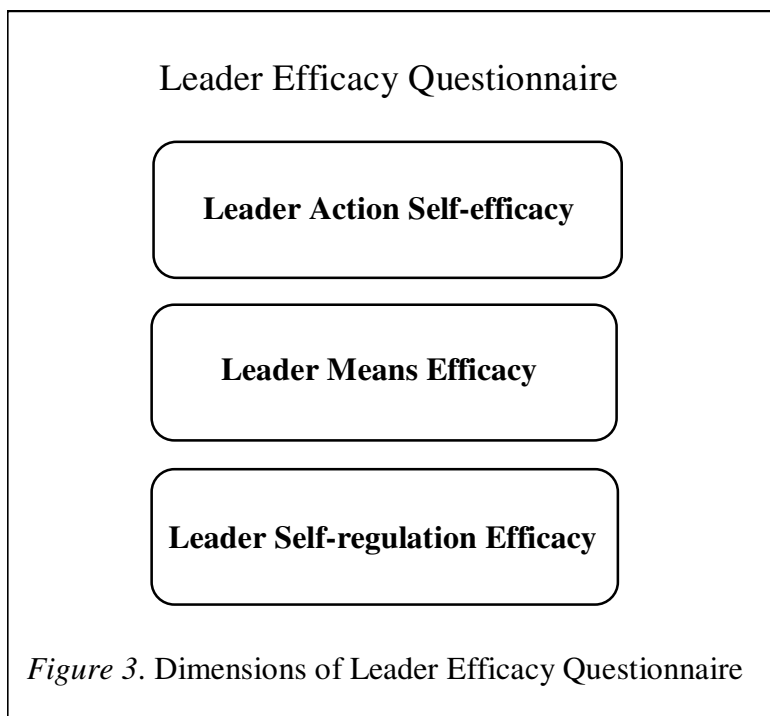 Leader Efficacy Questionnaire
Leader Action Self-efficacy
Leader Means Efficacy
Leader Self-regulation Efficacy
Figure 3. Dimensions of Leader Efficacy Questionnaire